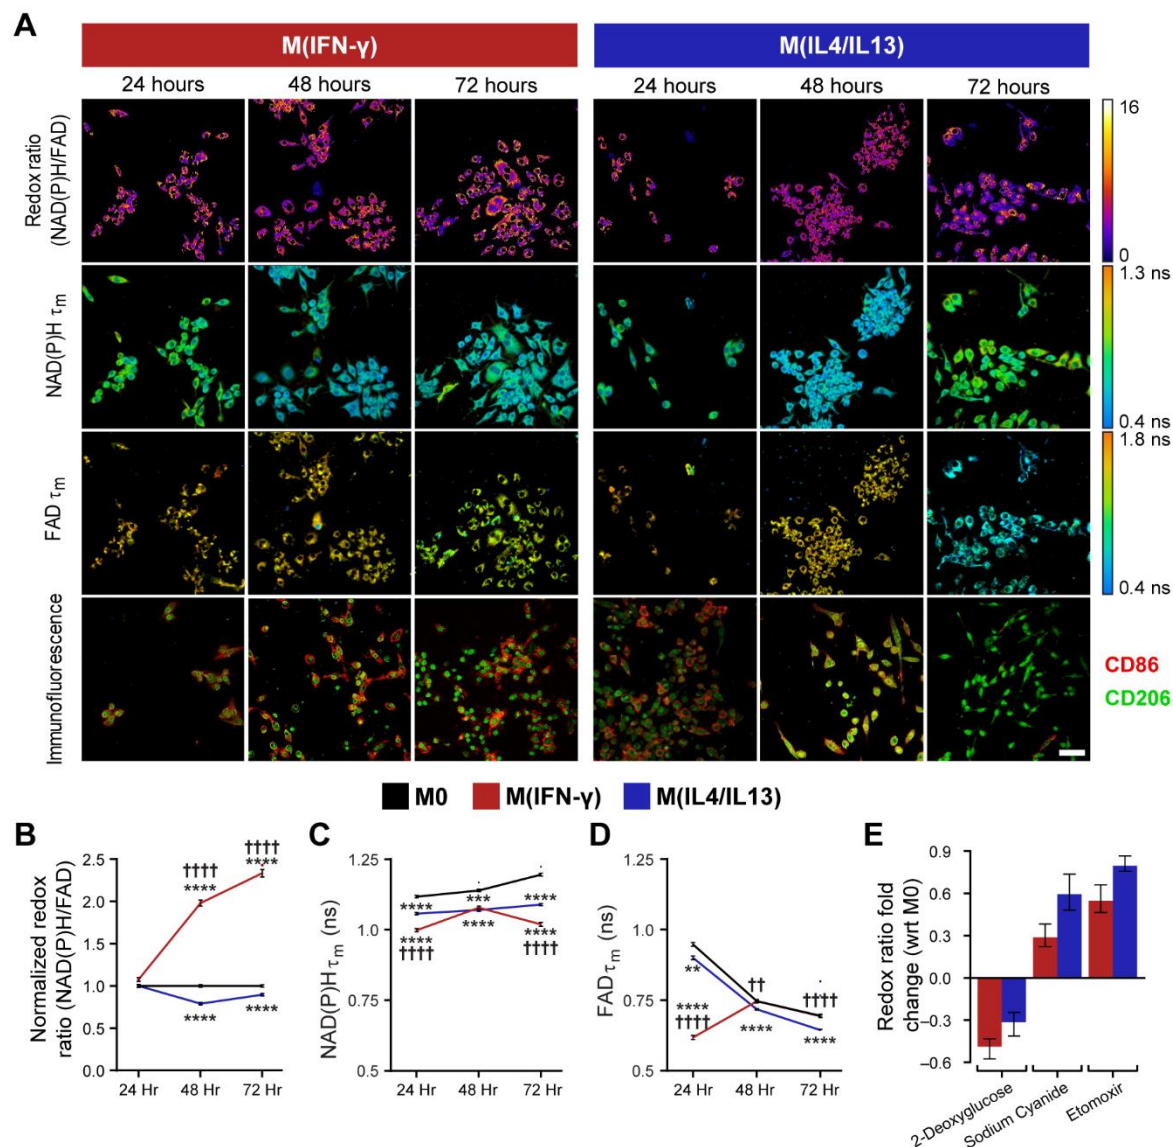 A
M(IFN-γ)
M(IL4/IL13)
24 hours
48 hours
72 hours
24 hours
48 hours
72 hours
Redox ratio
(NAD(P)H/FAD)
16
0
NAD(P)H τm
1.3 ns
0.4 ns
FAD τm
1.8 ns
0.4 ns
Immunofluorescence
CD86
CD206
M0
M(IFN-γ)
M(IL4/IL13)
B
Normalized redox
ratio (NAD(P)H/FAD)
2.5
2.0
1.5
1.0
0.5
0.0
††††
****
††††
****
****
****
24 Hr
48 Hr
72 Hr
C
NAD(P)H τm (ns)
1.25
1.0
0.75
0.5
****
****
††††
***
****
****
****
††††
24 Hr
48 Hr
72 Hr
D
FAD τm (ns)
1.25
1.0
0.75
0.5
**
****
††††
††
****
††††
****
24 Hr
48 Hr
72 Hr
E
Redox ratio fold
change (wrt M0)
0.9
0.6
0.3
0.0
–0.3
–0.6
2-Deoxyglucose
Sodium Cyanide
Etomoxir